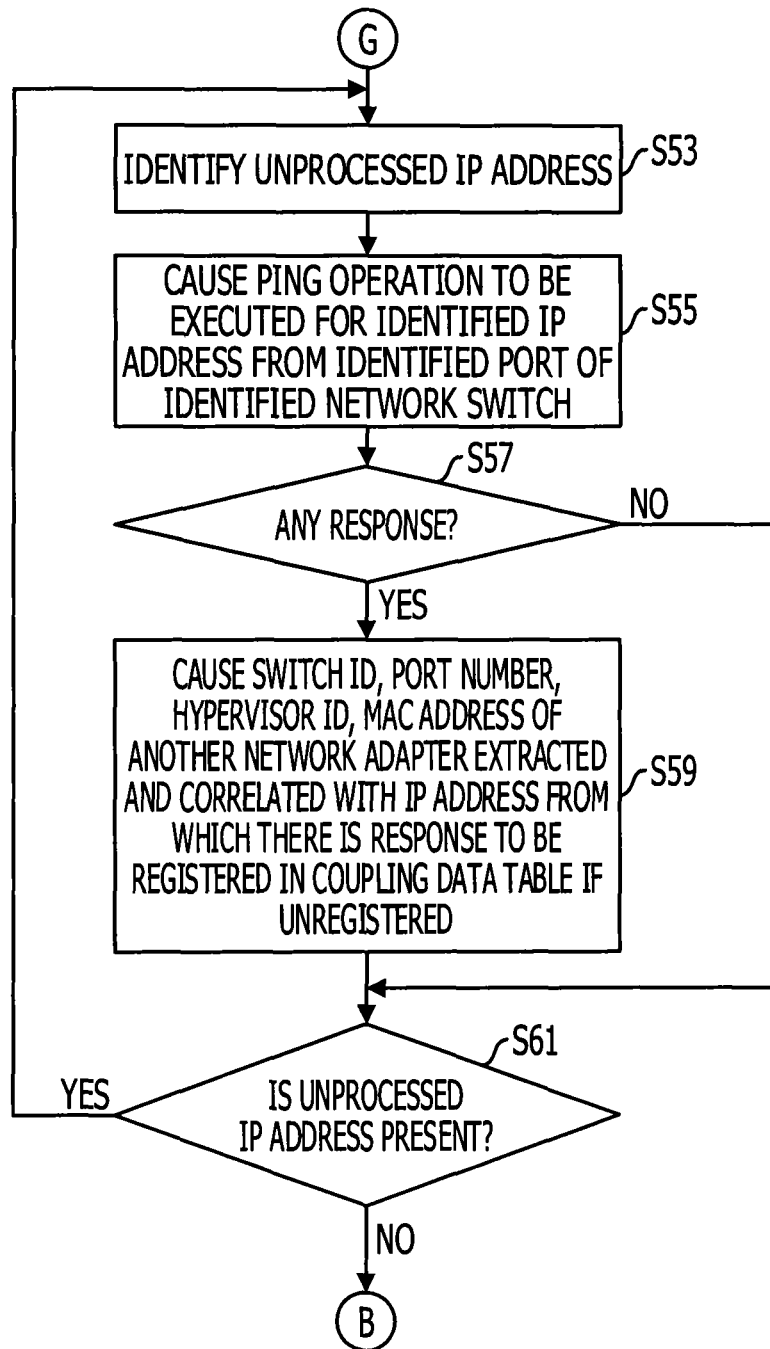 G
IDENTIFY UNPROCESSED IP ADDRESS
S53
CAUSE PING OPERATION TO BE
EXECUTED FOR IDENTIFIED IP
ADDRESS FROM IDENTIFIED PORT OF
IDENTIFIED NETWORK SWITCH
S55
S57
ANY RESPONSE?
NO
YES
CAUSE SWITCH ID, PORT NUMBER,
HYPERVISOR ID, MAC ADDRESS OF
ANOTHER NETWORK ADAPTER EXTRACTED
AND CORRELATED WITH IP ADDRESS FROM
WHICH THERE IS RESPONSE TO BE
REGISTERED IN COUPLING DATA TABLE IF
UNREGISTERED
S59
S61
YES
IS UNPROCESSED
IP ADDRESS PRESENT?
NO
B